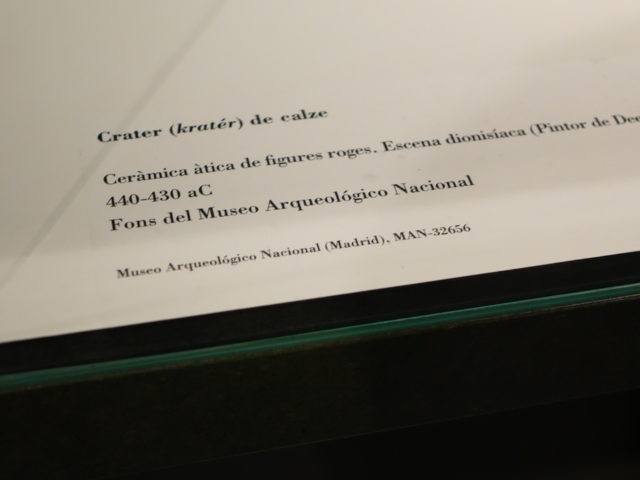 Crater (kratér) de calze
Ceràmica àtica de figures roges. Escena dionisíaca (Pintor de
440-430 aC
Fons del Museo Arqueológico Nacional
Museo Arqueológico Nacional (Madrid), MAN-32656